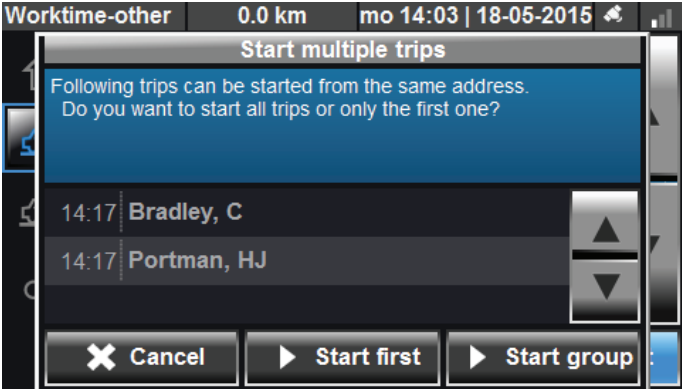 Worktime-other 0.0 km mo 14:03 | 18-05-2015
Start multiple trips
Following trips can be started from the same address.
Do you want to start all trips or only the first one?
14:17 Bradley, C
14:17 Portman, HJ
Cancel Start first Start group